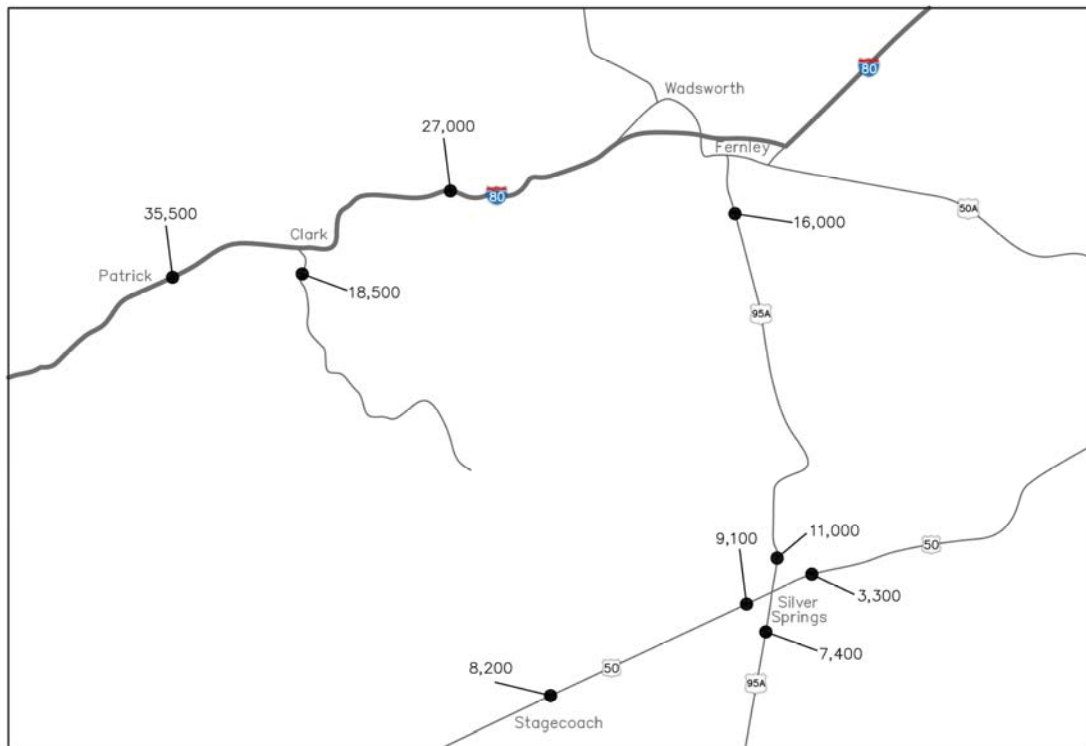 80
Wadsworth
27,000
Fernley
80
50A
35,500
16,000
Clark
Patrick
18,500
95A
9,100
11,000
50
3,300
Silver
Springs
7,400
8,200
50
95A
Stagecoach